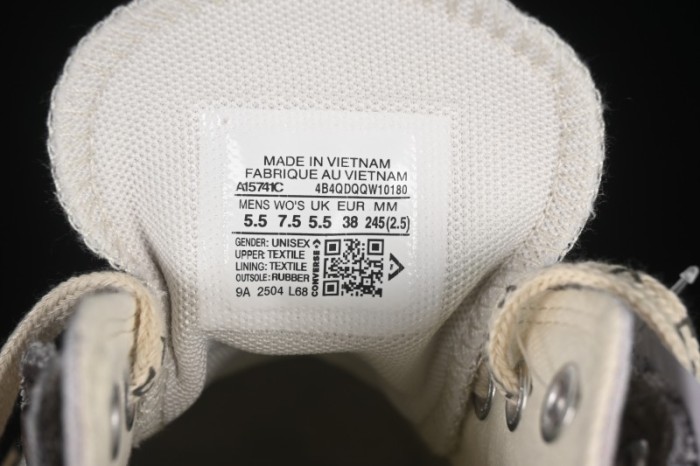 MADE IN VIETNAM
FABRIQUE AU VIETNAM
A15741C 4B4QDQQW10180
MENS WO'S UK EUR MM
5.5 7.5 5.5 38 245(2.5)
GENDER: UNISEX
UPPER: TEXTILE
LINING: TEXTILE
OUTSOLE: RUBBER
9A 2504 L68
CONVERSE